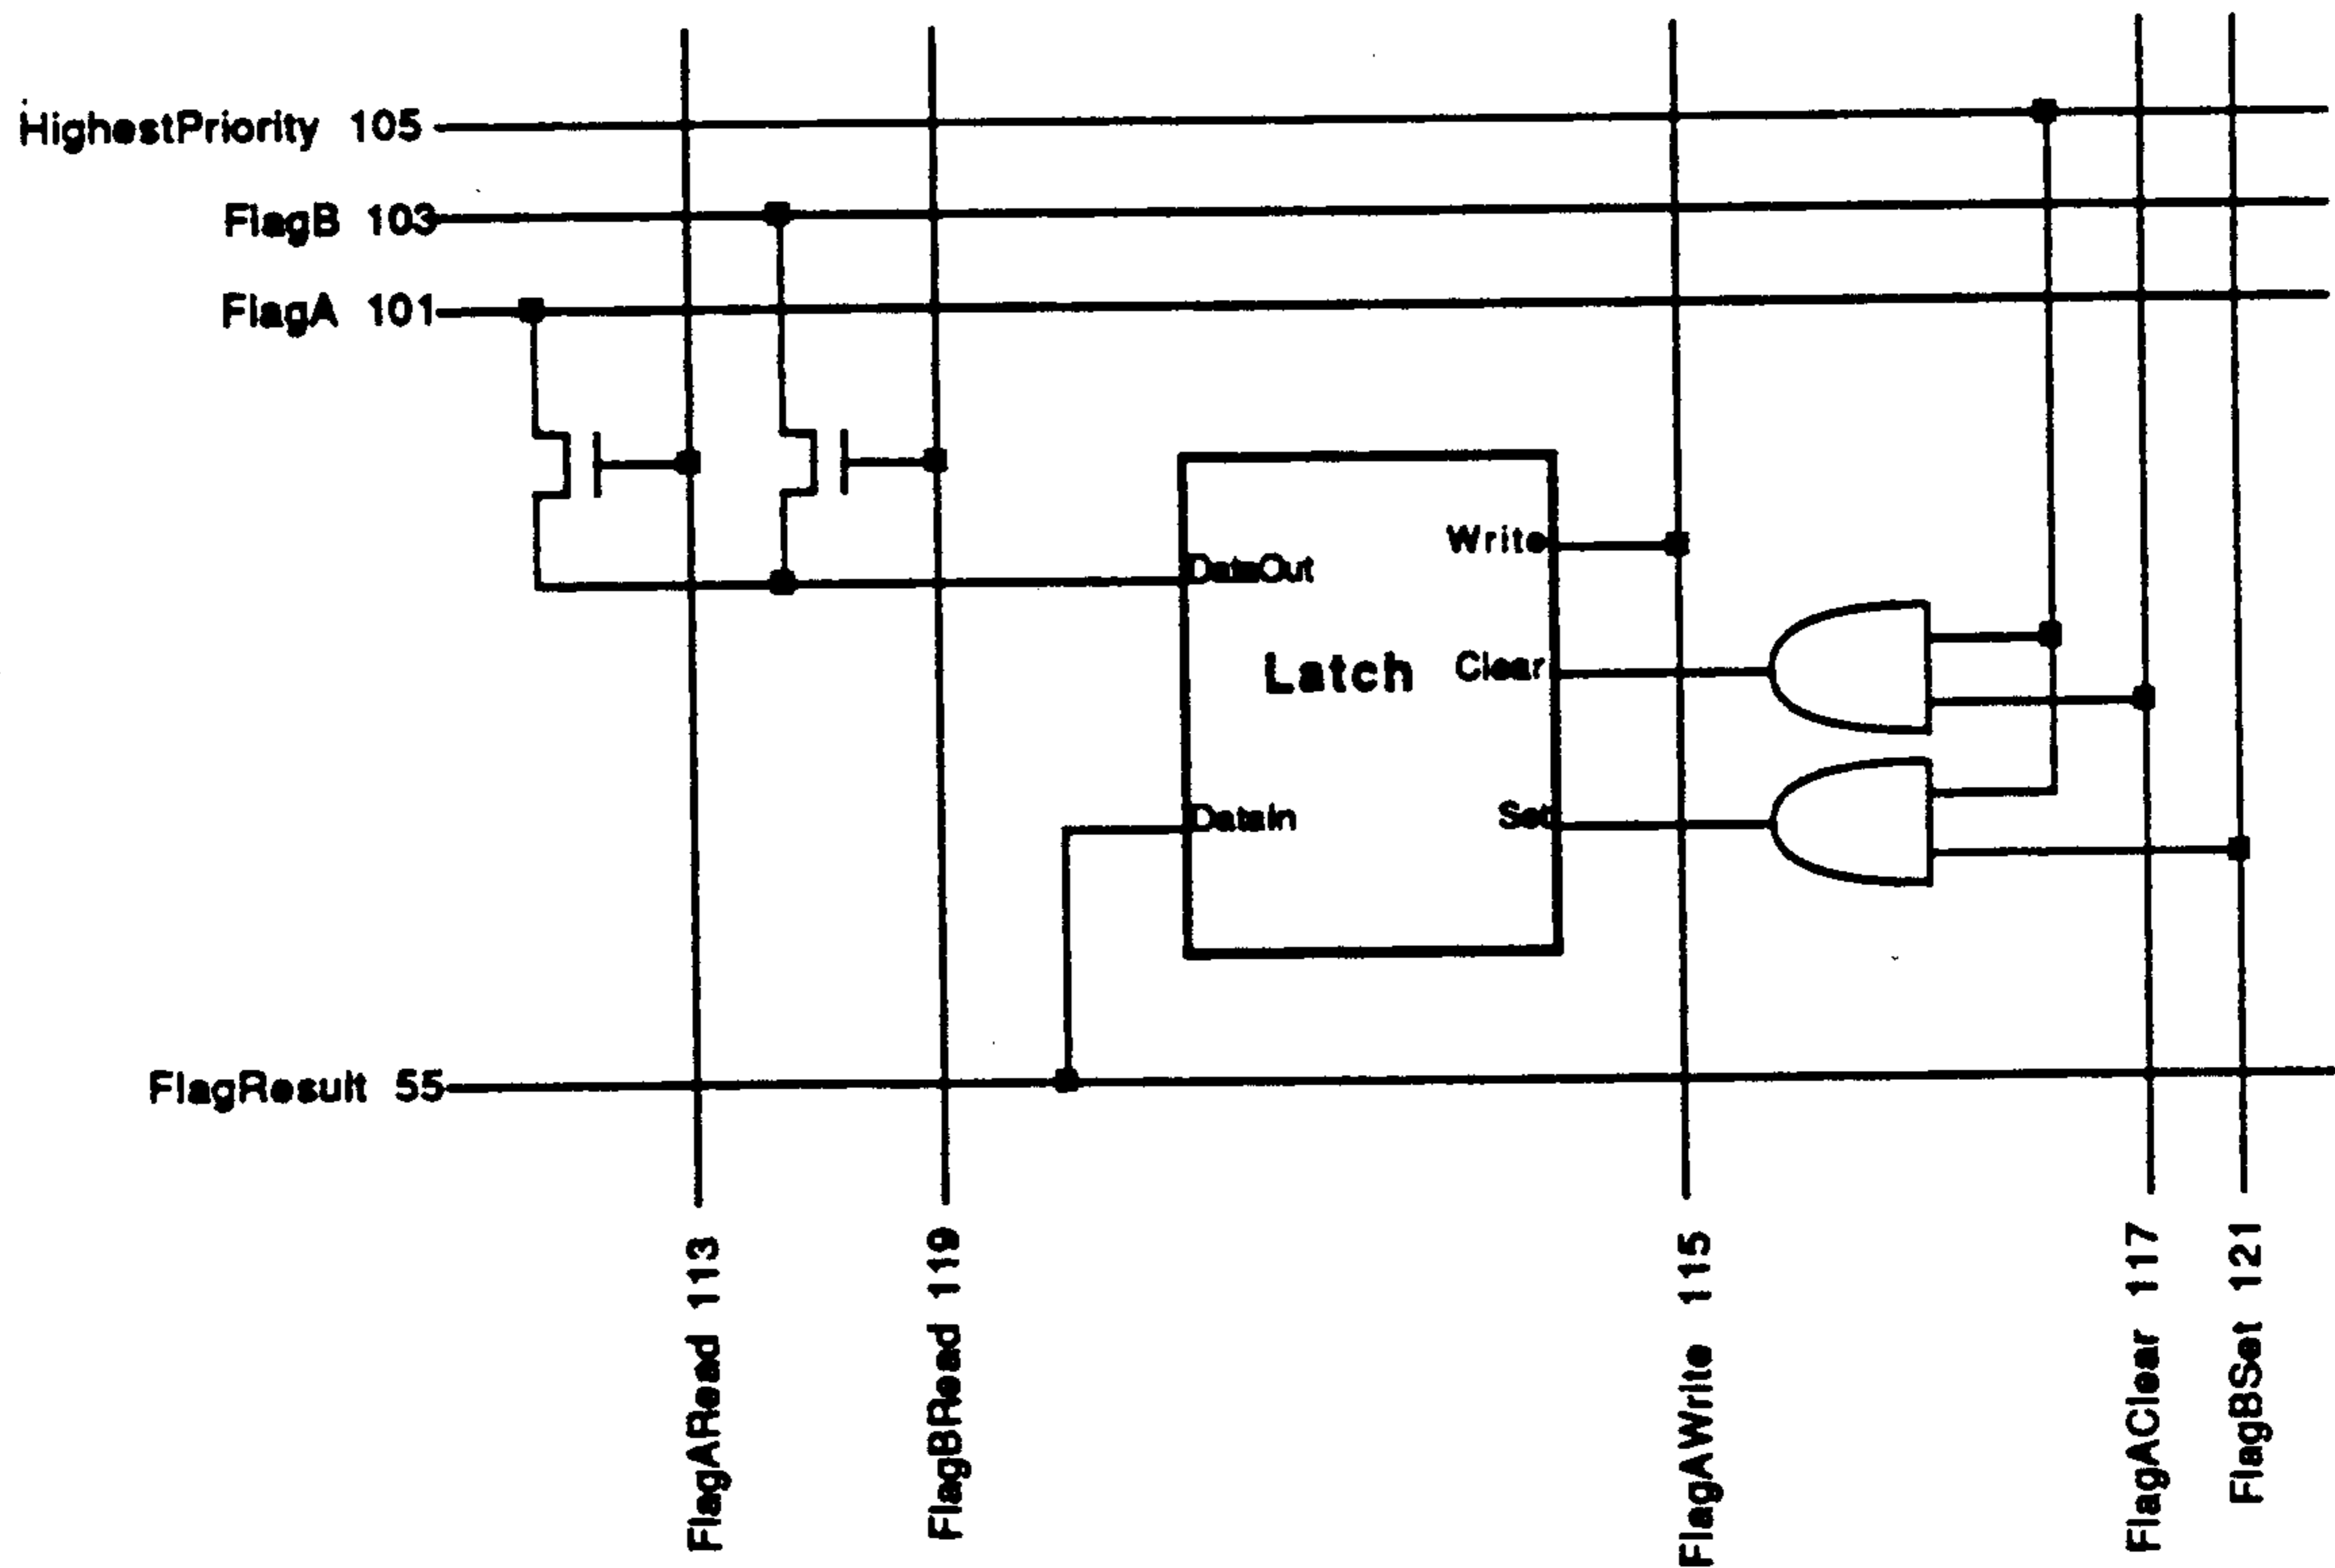 HighestPriority 105
FlagB 103
FlagA 101
Write
DataOut
Latch
Clear
DataIn
Set
FlagResult 55
FlagARead 113
FlagBRead 119
FlagAWrite 115
FlagAClear 117
FlagBSet 121